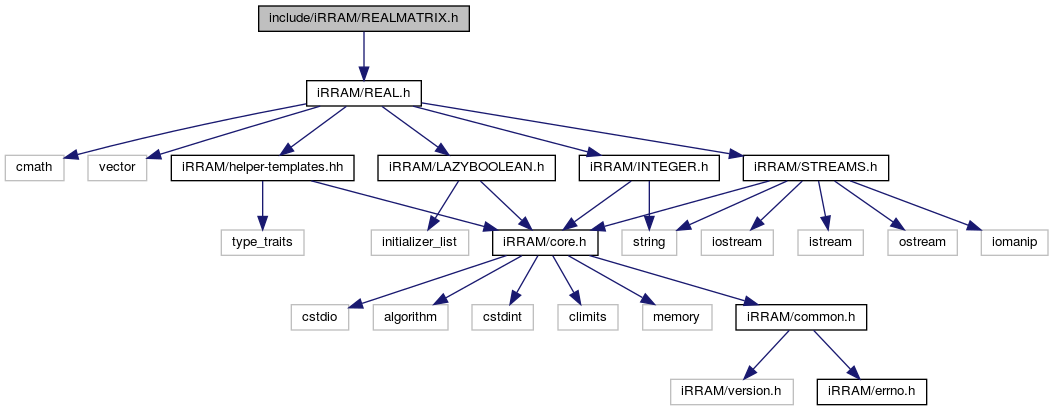 include/iRRAM/REALMATRIX.h
iRRAM/REAL.h
cmath
vector
iRRAM/helper-templates.hh
iRRAM/LAZYBOOLEAN.h
iRRAM/INTEGER.h
iRRAM/STREAMS.h
type_traits
initializer_list
iRRAM/core.h
string
iostream
istream
ostream
iomanip
cstdio
algorithm
cstdint
climits
memory
iRRAM/common.h
iRRAM/version.h
iRRAM/errno.h